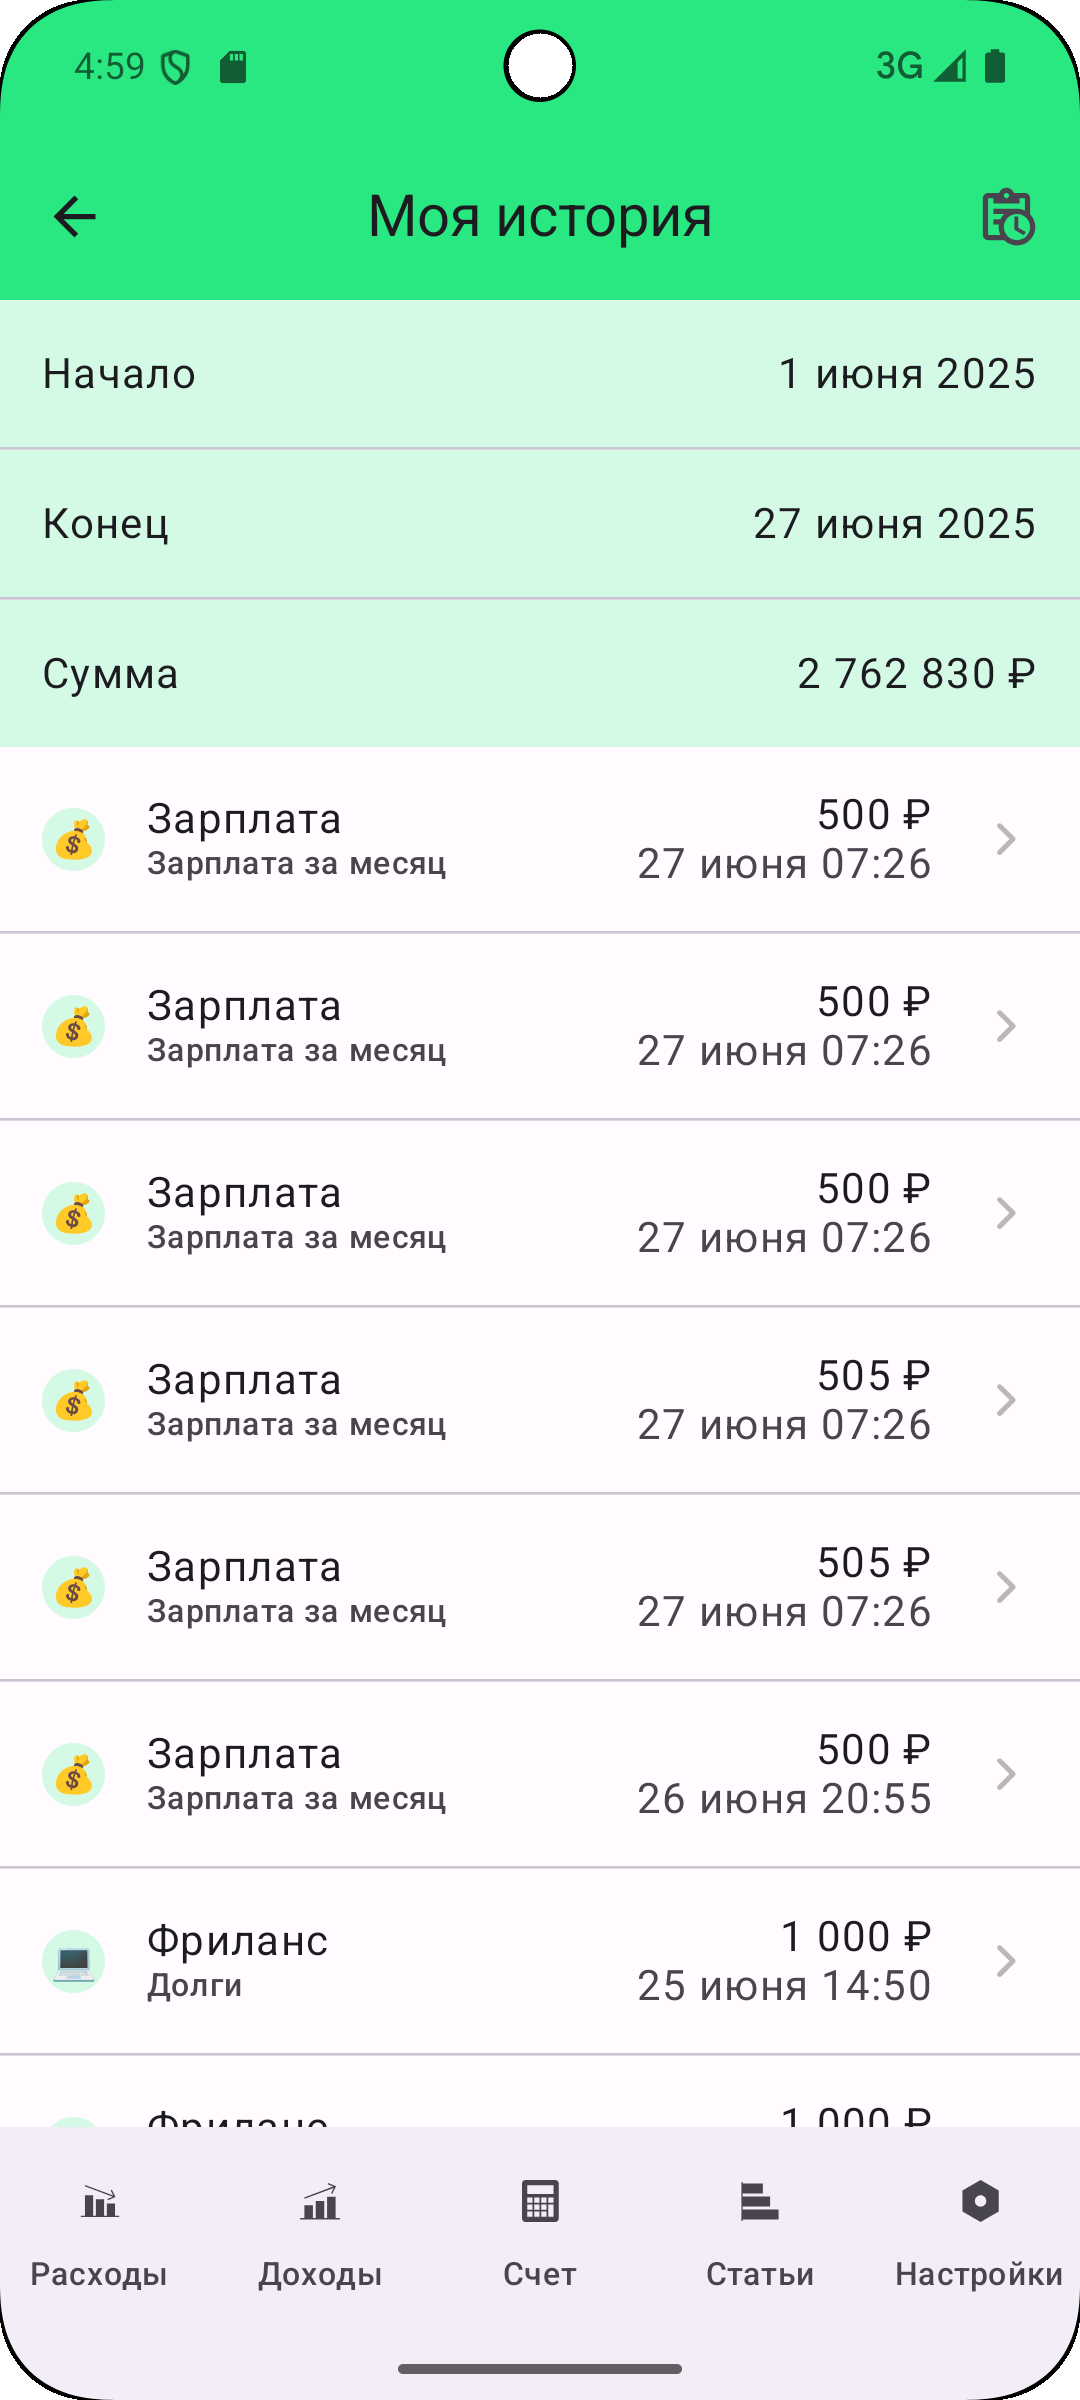 4:59
3G
Моя история
Начало
1 июня 2025
Конец
27 июня 2025
Сумма
2 762 830 ₽
Зарплата
500 ₽
Зарплата за месяц
27 июня 07:26
Зарплата
500 ₽
Зарплата за месяц
27 июня 07:26
Зарплата
500 ₽
Зарплата за месяц
27 июня 07:26
Зарплата
505 ₽
Зарплата за месяц
27 июня 07:26
Зарплата
505 ₽
Зарплата за месяц
27 июня 07:26
Зарплата
500 ₽
Зарплата за месяц
26 июня 20:55
Фриланс
1 000 ₽
Долги
25 июня 14:50
Фриланс
1 000 ₽
Расходы
Доходы
Счет
Статьи
Настройки